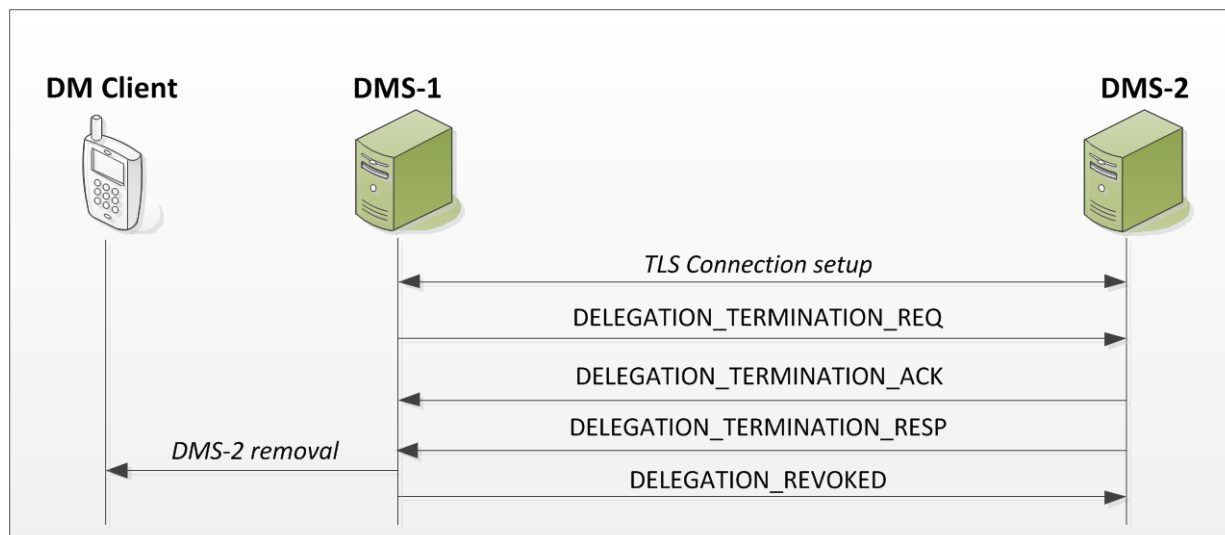 DM Client
DMS-1
DMS-2
TLS Connection setup
DELEGATION_TERMINATION_REQ
DELEGATION_TERMINATION_ACK
DELEGATION_TERMINATION_RESP
DMS-2 removal
DELEGATION_REVOKED